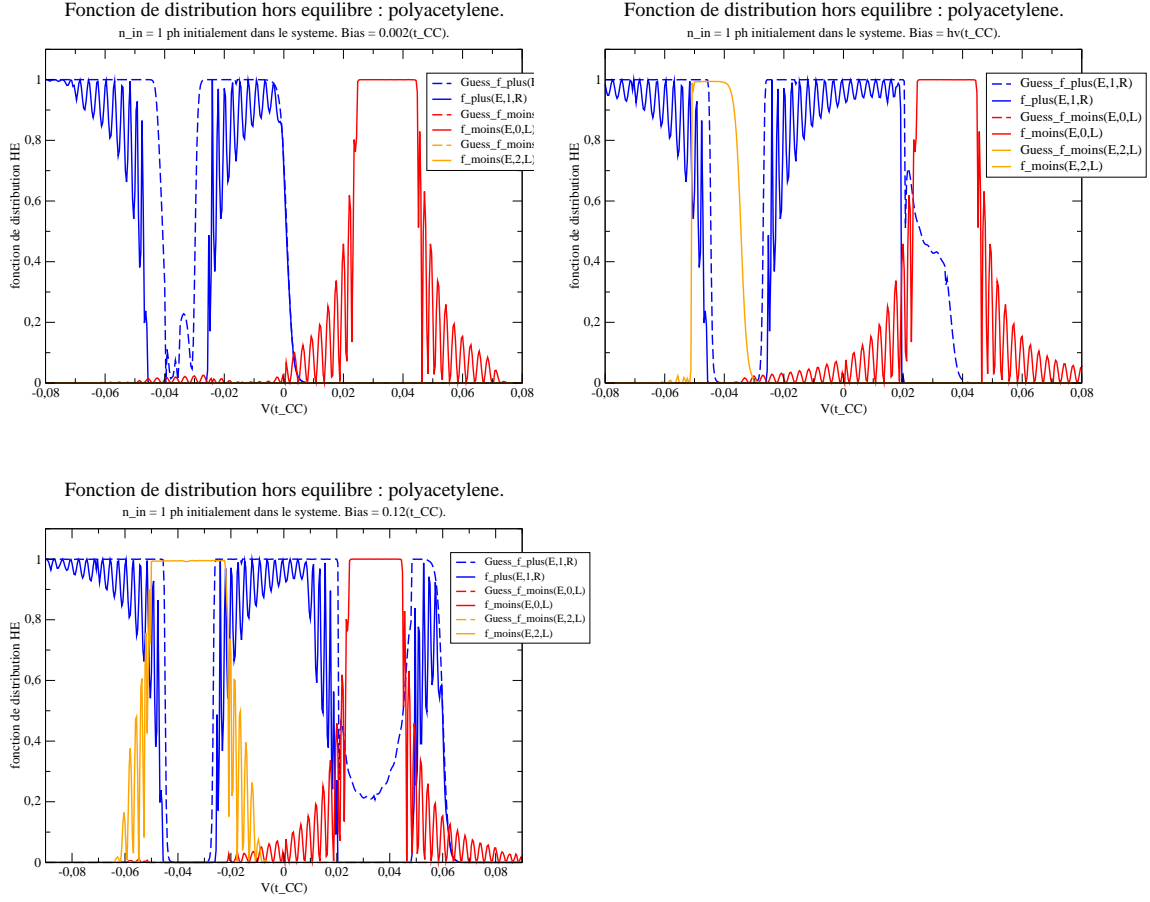 Fonction de distribution hors equilibre : polyacetylene.
n_in = 1 ph initialement dans le systeme. Bias = 0.002(t_CC).
fonction de distribution HE
1
0,8
0,6
0,4
0,2
0
-0,08 -0,06 -0,04 -0,02 0 0,02 0,04 0,06 0,08
V(t_CC)
Guess_f_plus(E
f_plus(E,1,R)
Guess_f_moins
f_moins(E,0,L)
Guess_f_moins
f_moins(E,2,L)
Fonction de distribution hors equilibre : polyacetylene.
n_in = 1 ph initialement dans le systeme. Bias = hv(t_CC).
fonction de distribution HE
1
0,8
0,6
0,4
0,2
0
-0,08 -0,06 -0,04 -0,02 0 0,02 0,04 0,06 0,08
V(t_CC)
Guess_f_plus(E,1,R)
f_plus(E,1,R)
Guess_f_moins(E,0,L)
f_moins(E,0,L)
Guess_f_moins(E,2,L)
f_moins(E,2,L)
Fonction de distribution hors equilibre : polyacetylene.
n_in = 1 ph initialement dans le systeme. Bias = 0.12(t_CC).
fonction de distribution HE
1
0,8
0,6
0,4
0,2
0
-0,08 -0,06 -0,04 -0,02 0 0,02 0,04 0,06 0,08
V(t_CC)
Guess_f_plus(E,1,R)
f_plus(E,1,R)
Guess_f_moins(E,0,L)
f_moins(E,0,L)
Guess_f_moins(E,2,L)
f_moins(E,2,L)